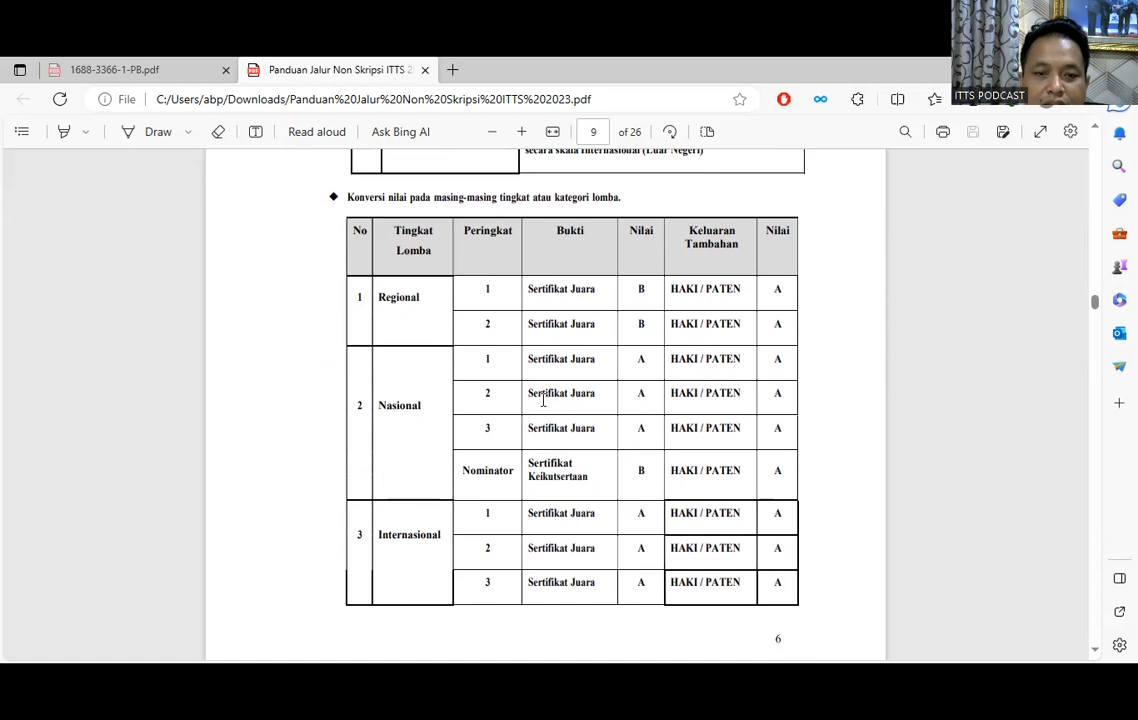 ITTS PODCAST
1688-3366-1-PB.pdf
Panduan Jalur Non Skripsi ITTS 2
File
C:/Users/abp/Downloads/Panduan%20Jalur%20Non%20Skripsi%20ITTS%202023.pdf
Draw
Read aloud
Ask Bing AI
9
of 26
secara skala Internasional (Luar Negeri)
Konversi nilai pada masing-masing tingkat atau kategori lomba.
No Tingkat Lomba Peringkat Bukti Nilai Keluaran Tambahan Nilai
1 Regional 1 Sertifikat Juara B HAKI / PATEN A
2 Sertifikat Juara B HAKI / PATEN A
2 Nasional 1 Sertifikat Juara A HAKI / PATEN A
2 Sertifikat Juara A HAKI / PATEN A
3 Sertifikat Juara A HAKI / PATEN A
Nominator Sertifikat Keikutsertaan B HAKI / PATEN A
3 Internasional 1 Sertifikat Juara A HAKI / PATEN A
2 Sertifikat Juara A HAKI / PATEN A
3 Sertifikat Juara A HAKI / PATEN A
6